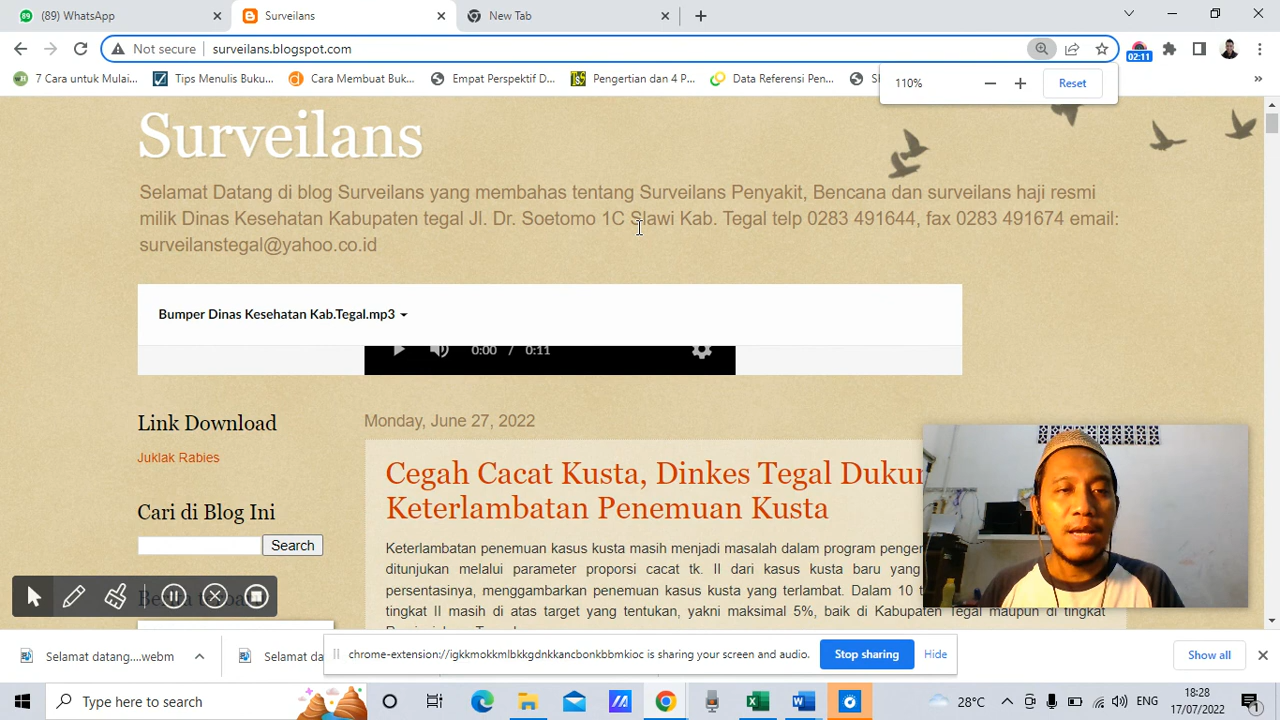 (89) WhatsApp
Surveilans
New Tab
Not secure
surveilans.blogspot.com
02:11
7 Cara untuk Mulai...
Tips Menulis Buku...
Cara Membuat Buk...
Empat Perspektif D...
Pengertian dan 4 P...
Data Referensi Pen...
110%
Reset
Surveilans
Selamat Datang di blog Surveilans yang membahas tentang Surveilans Penyakit, Bencana dan surveilans haji resmi
milik Dinas Kesehatan Kabupaten tegal Jl. Dr. Soetomo 1C Slawi Kab. Tegal telp 0283 491644, fax 0283 491674 email:
surveilanstegal@yahoo.co.id
Bumper Dinas Kesehatan Kab.Tegal.mp3
0:00 / 0:11
Link Download
Juklak Rabies
Cari di Blog Ini
Search
Monday, June 27, 2022
Cegah Cacat Kusta, Dinkes Tegal
Keterlambatan Penemuan Kusta
Keterlambatan penemuan kasus kusta masih menjadi masalah dalam program
ditunjukan melalui parameter proporsi cacat tk. II dari kasus kusta baru yang
persentasinya, menggambarkan penemuan kasus kusta yang terlambat. Dalam 10
tingkat II masih di atas target yang tentukan, yakni maksimal 5%, baik di Kabupaten Tegal maupun di tingkat
Selamat datang....webm
Selamat da
chrome-extension://igkkmokkmlbkkgdnkkancbonkbbmkioc is sharing your screen and audio.
Stop sharing
Hide
Show all
Type here to search
28°C
ENG
18:28
17/07/2022